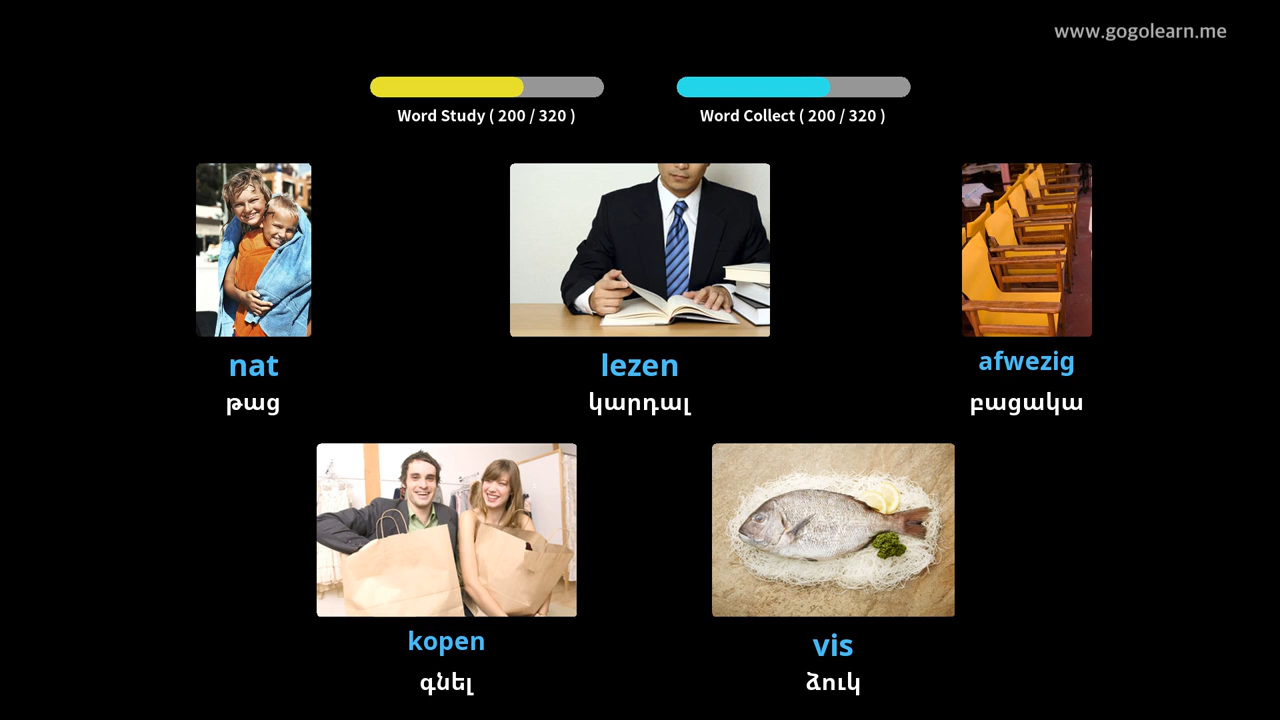 www.gogolearn.me
Word Study ( 200 / 320 )
Word Collect ( 200 / 320 )
nat
lezen
afwezig
թաց
կարդալ
բացակա
kopen
vis
գնել
ձուկ